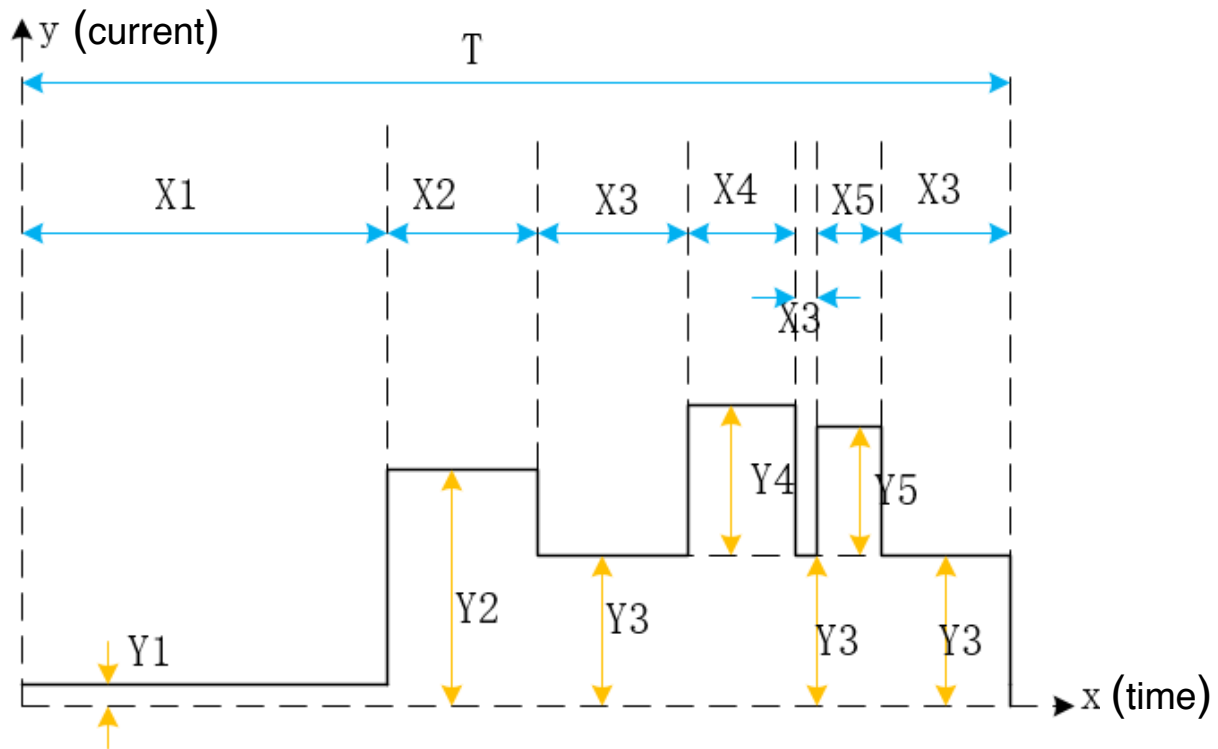 y (current)
T
X1 X2 X3 X4 X5 X3
X3
Y4 Y5
Y2 Y3
Y1 Y3 Y3
x (time)